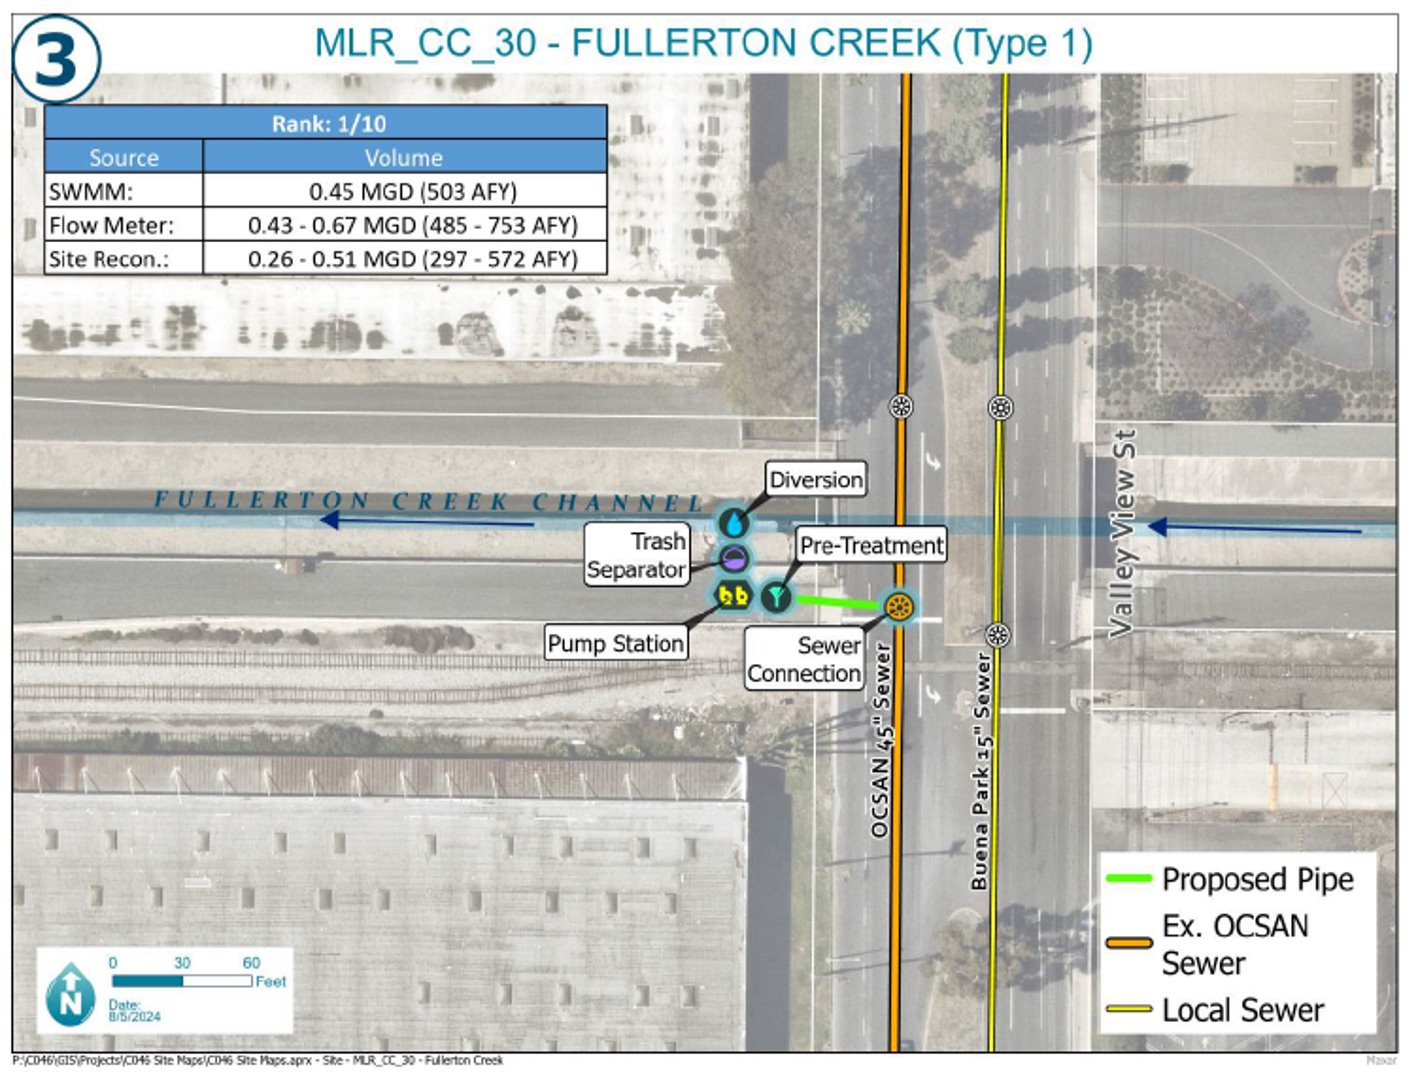 3
MLR_CC_30 - FULLERTON CREEK (Type 1)
Rank: 1/10
Source Volume
SWMM: 0.45 MGD (503 AFY)
Flow Meter: 0.43 - 0.67 MGD (485 - 753 AFY)
Site Recon.: 0.26 - 0.51 MGD (297 - 572 AFY)
FULLERTON CREEK CHANNEL
Diversion
Trash
Separator
Pre-Treatment
Pump Station
Sewer
Connection
OCSAN 45" Sewer
Buena Park 15" Sewer
Valley View St
Proposed Pipe
Ex. OCSAN
Sewer
Local Sewer
N
0 30 60
Feet
Date:
8/5/2024
P:\C046\GIS\Projects\C046 Site Maps\C046 Site Maps.aprx - Site - MLR_CC_30 - Fullerton Creek
Maxar